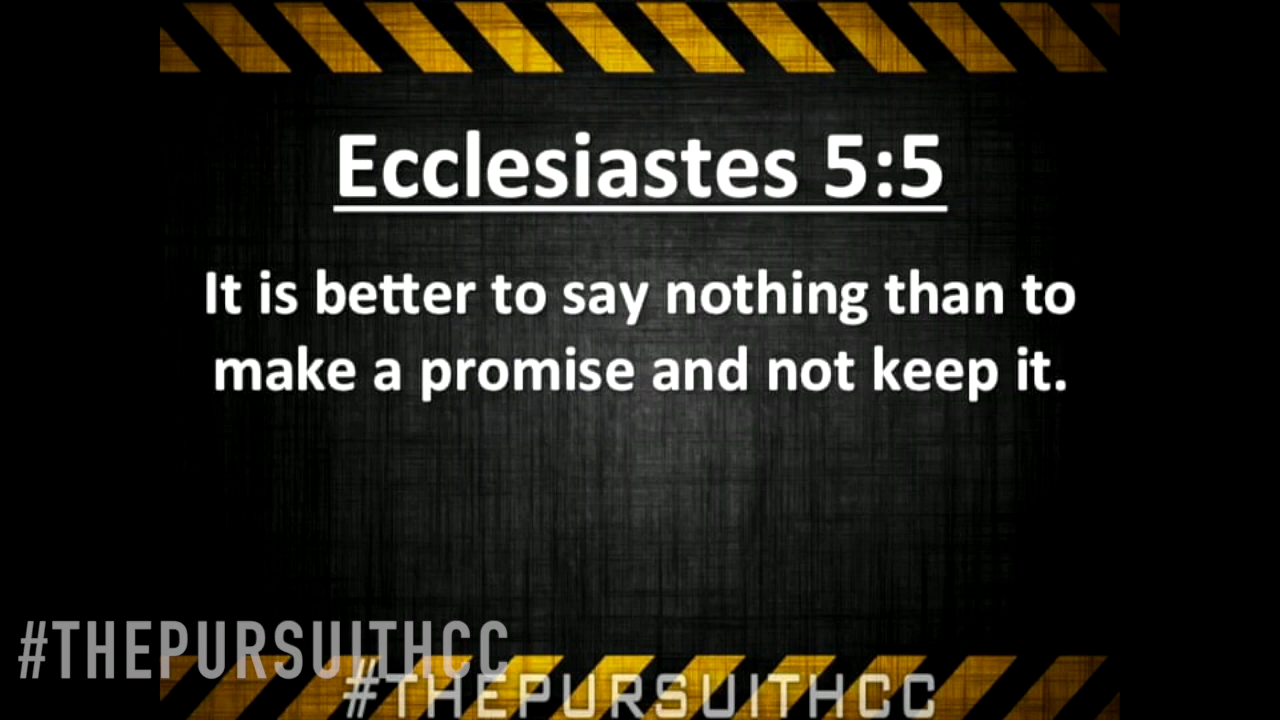 Ecclesiastes 5:5
It is better to say nothing than to
make a promise and not keep it.
#THEPURSUITHCC
#THEPURSUITHCC